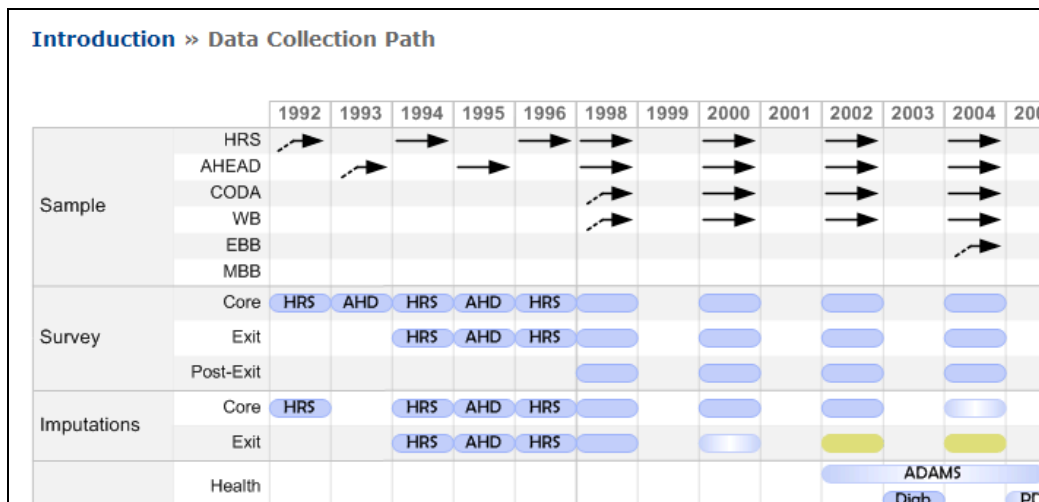 Introduction » Data Collection Path
1992 1993 1994 1995 1996 1998 1999 2000 2001 2002 2003 2004
Sample
HRS
AHEAD
CODA
WB
EBB
MBB
Survey
Core HRS AHD HRS AHD HRS
Exit HRS AHD HRS
Post-Exit
Imputations
Core HRS HRS AHD HRS
Exit HRS AHD HRS
Health ADAMS